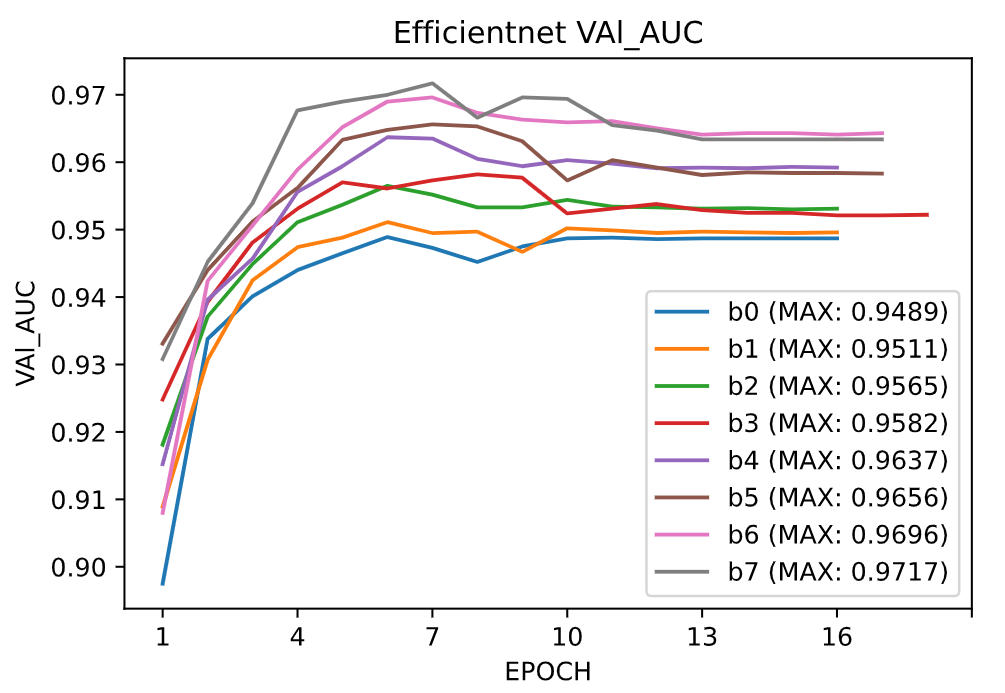 Efficientnet VAl_AUC
0.97
0.96
0.95
0.94
0.93
0.92
0.91
0.90
VAl_AUC
b0 (MAX: 0.9489)
b1 (MAX: 0.9511)
b2 (MAX: 0.9565)
b3 (MAX: 0.9582)
b4 (MAX: 0.9637)
b5 (MAX: 0.9656)
b6 (MAX: 0.9696)
b7 (MAX: 0.9717)
1 4 7 10 13 16
EPOCH